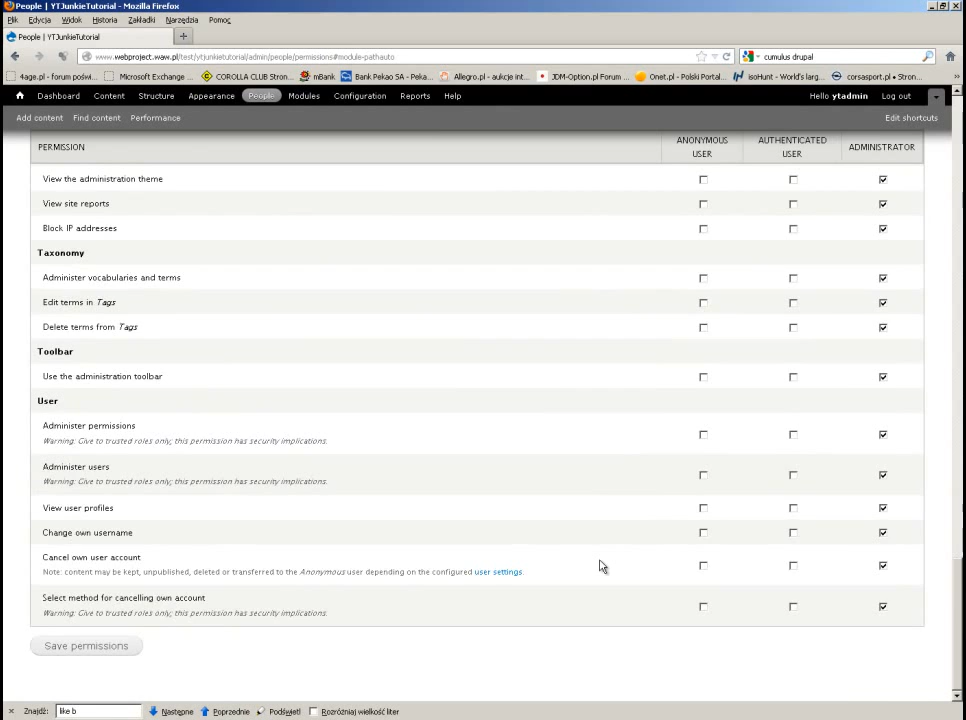 People | YTJunkieTutorial - Mozilla Firefox
Plik Edycja Widok Historia Zakładki Narzędzia Pomoc
People | YTJunkieTutorial
www.webproject.waw.pl/test/ytjunkietutorial/admin/people/permissions#module-pathauto
cumulus drupal
4age.pl - forum poświ... Microsoft Exchange ... COROLLA CLUB Stron... mBank Bank Pekao SA - Peka... Allegro.pl - aukcje int... JDM-Option.pl Forum ... Onet.pl - Polski Portal... isoHunt - World's larg... corsasport.pl • Stron...
Dashboard Content Structure Appearance People Modules Configuration Reports Help Hello ytadmin Log out
Add content Find content Performance Edit shortcuts
PERMISSION ANONYMOUS USER AUTHENTICATED USER ADMINISTRATOR
View the administration theme
View site reports
Block IP addresses
Taxonomy
Administer vocabularies and terms
Edit terms in Tags
Delete terms from Tags
Toolbar
Use the administration toolbar
User
Administer permissions
Warning: Give to trusted roles only; this permission has security implications.
Administer users
Warning: Give to trusted roles only; this permission has security implications.
View user profiles
Change own username
Cancel own user account
Note: content may be kept, unpublished, deleted or transferred to the Anonymous user depending on the configured user settings.
Select method for cancelling own account
Warning: Give to trusted roles only; this permission has security implications.
Save permissions
Znajdź: like b Następne Poprzednie Podświetl Rozróżniaj wielkość liter